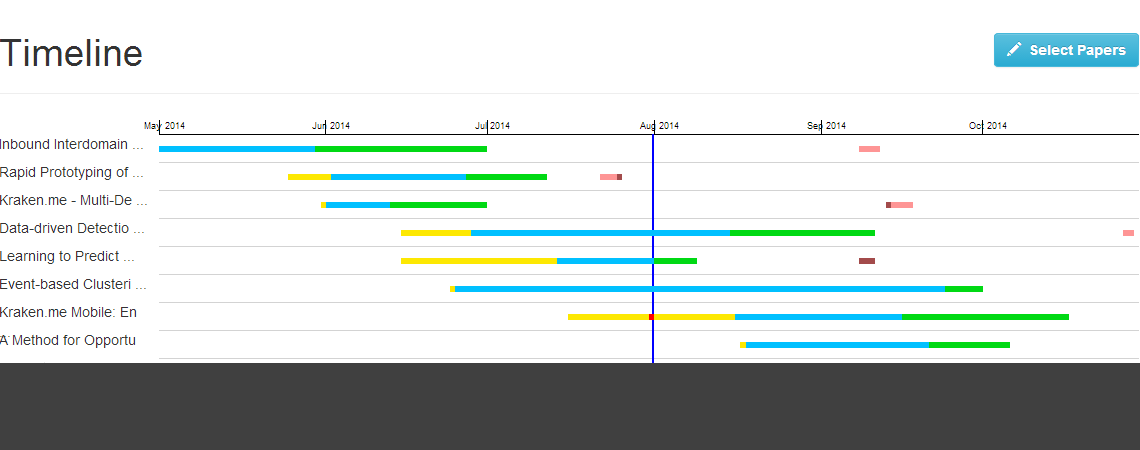 Timeline
Select Papers
May 2014 Jun 2014 Jul 2014 Aug 2014 Sep 2014 Oct 2014
Inbound Interdomain ...
Rapid Prototyping of ...
Kraken.me - Multi-De ...
Data-driven Detectio ...
Learning to Predict ...
Event-based Clusteri ...
Kraken.me Mobile: En
A Method for Opportu